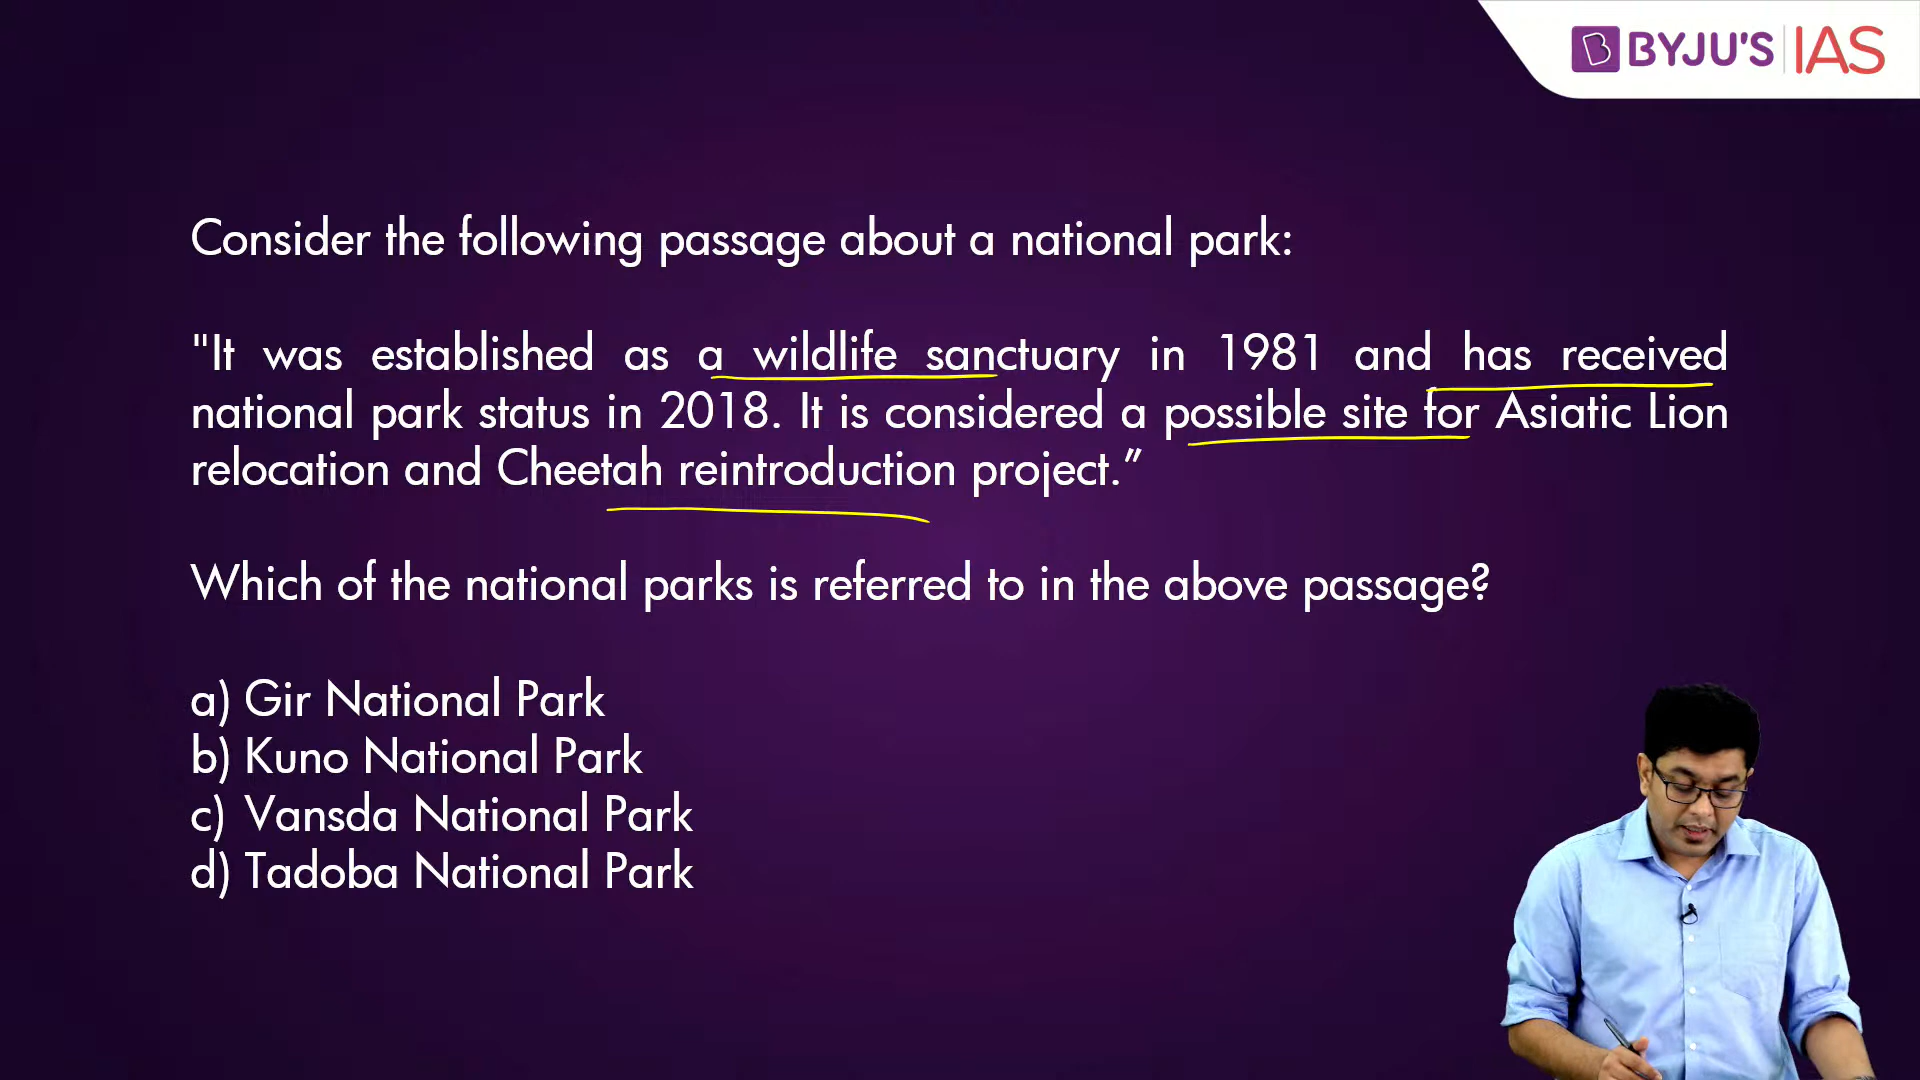 BYJU'S IAS
Consider the following passage about a national park:
"It was established as a wildlife sanctuary in 1981 and has received
national park status in 2018. It is considered a possible site for Asiatic Lion
relocation and Cheetah reintroduction project.”
Which of the national parks is referred to in the above passage?
a) Gir National Park
b) Kuno National Park
c) Vansda National Park
d) Tadoba National Park